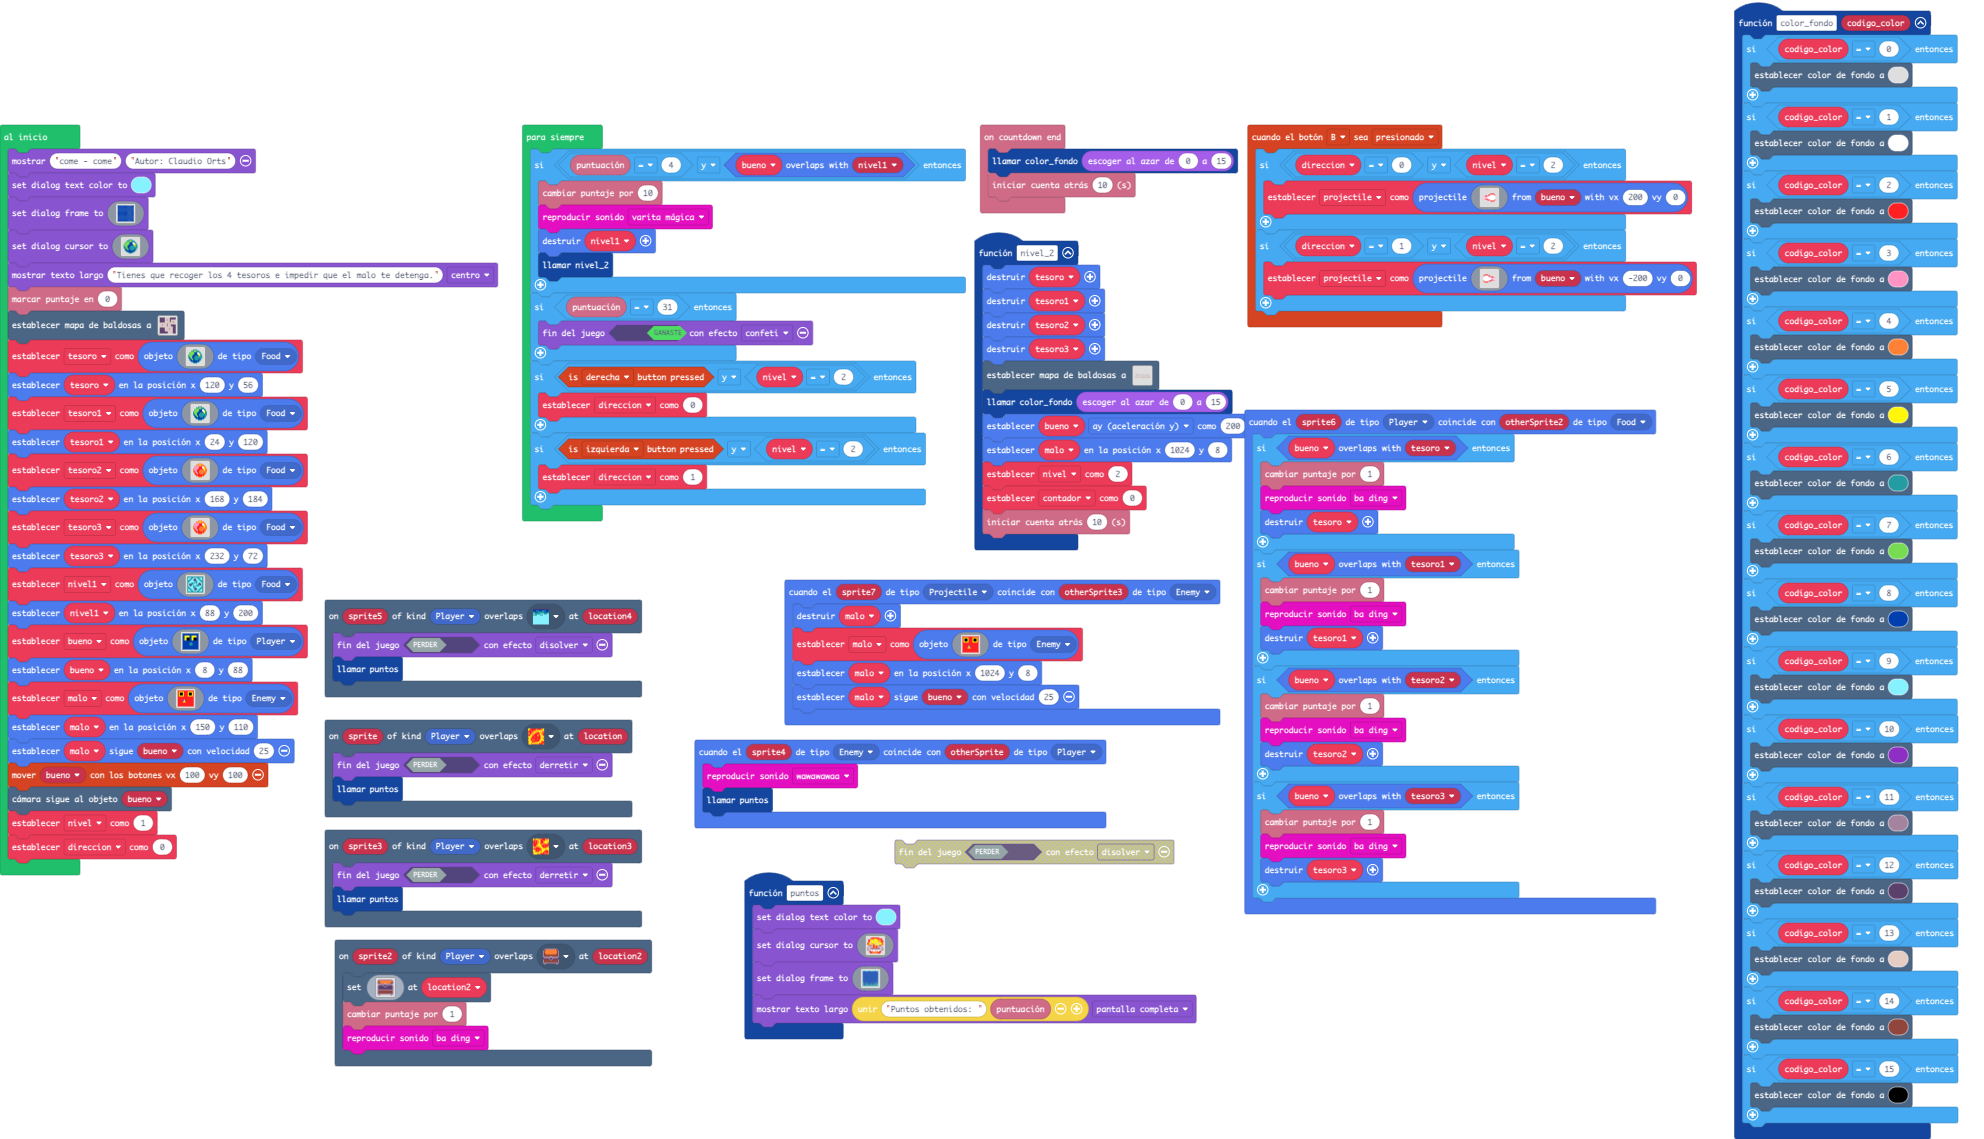 al inicio
mostrar "come - come" "Autor: Claudio Orts"
set dialog text color to
set dialog frame to
set dialog cursor to
mostrar texto largo "Tienes que recoger los 4 tesoros e impedir que el malo te detenga." centro
marcar puntaje en 0
establecer mapa de baldosas a
establecer tesoro como objeto de tipo Food
establecer tesoro en la posición x 120 y 56
establecer tesoro1 como objeto de tipo Food
establecer tesoro1 en la posición x 24 y 120
establecer tesoro2 como objeto de tipo Food
establecer tesoro2 en la posición x 168 y 184
establecer tesoro3 como objeto de tipo Food
establecer tesoro3 en la posición x 232 y 72
establecer nivel1 como objeto de tipo Food
establecer nivel1 en la posición x 88 y 200
establecer bueno como objeto de tipo Player
establecer bueno en la posición x 8 y 88
establecer malo como objeto de tipo Enemy
establecer malo en la posición x 150 y 110
establecer malo sigue bueno con velocidad 25
mover bueno con los botones vx 100 vy 100
cámara sigue al objeto bueno
establecer nivel como 1
establecer direccion como 0
on sprite5 of kind Player overlaps at location4
fin del juego PERDER con efecto disolver
llamar puntos
on sprite of kind Player overlaps at location
fin del juego PERDER con efecto derretir
llamar puntos
on sprite3 of kind Player overlaps at location3
fin del juego PERDER con efecto derretir
llamar puntos
on sprite2 of kind Player overlaps at location2
set at location2
cambiar puntaje por 1
reproducir sonido ba ding
para siempre
si puntuación = 4 y bueno overlaps with nivel1 entonces
cambiar puntaje por 10
reproducir sonido varita mágica
destruir nivel1
llamar nivel_2
si puntuación = 31 entonces
fin del juego GANASTE con efecto confeti
si is derecha button pressed y nivel = 2 entonces
establecer direccion como 0
si is izquierda button pressed y nivel = 2 entonces
establecer direccion como 1
cuando el sprite7 de tipo Projectile coincide con otherSprite3 de tipo Enemy
destruir malo
establecer malo como objeto de tipo Enemy
establecer malo en la posición x 1024 y 8
establecer malo sigue bueno con velocidad 25
cuando el sprite4 de tipo Enemy coincide con otherSprite de tipo Player
reproducir sonido wawawawaa
llamar puntos
fin del juego PERDER con efecto disolver
función puntos
set dialog text color to
set dialog cursor to
set dialog frame to
mostrar texto largo unir "Puntos obtenidos: " puntuación pantalla completa
on countdown end
llamar color_fondo escoger al azar de 0 a 15
iniciar cuenta atrás 10 (s)
función nivel_2
destruir tesoro
destruir tesoro1
destruir tesoro2
destruir tesoro3
establecer mapa de baldosas a
llamar color_fondo escoger al azar de 0 a 15
establecer bueno ay (aceleración y) como 200
establecer malo en la posición x 1024 y 8
establecer nivel como 2
establecer contador como 0
iniciar cuenta atrás 10 (s)
cuando el botón B sea presionado
si direccion = 0 y nivel = 2 entonces
establecer projectile como projectile from bueno with vx 200 vy 0
si direccion = 1 y nivel = 2 entonces
establecer projectile como projectile from bueno with vx -200 vy 0
cuando el sprite6 de tipo Player coincide con otherSprite2 de tipo Food
si bueno overlaps with tesoro entonces
cambiar puntaje por 1
reproducir sonido ba ding
destruir tesoro
si bueno overlaps with tesoro1 entonces
cambiar puntaje por 1
reproducir sonido ba ding
destruir tesoro1
si bueno overlaps with tesoro2 entonces
cambiar puntaje por 1
reproducir sonido ba ding
destruir tesoro2
si bueno overlaps with tesoro3 entonces
cambiar puntaje por 1
reproducir sonido ba ding
destruir tesoro3
función color_fondo codigo_color
si codigo_color = 0 entonces
establecer color de fondo a
si codigo_color = 1 entonces
establecer color de fondo a
si codigo_color = 2 entonces
establecer color de fondo a
si codigo_color = 3 entonces
establecer color de fondo a
si codigo_color = 4 entonces
establecer color de fondo a
si codigo_color = 5 entonces
establecer color de fondo a
si codigo_color = 6 entonces
establecer color de fondo a
si codigo_color = 7 entonces
establecer color de fondo a
si codigo_color = 8 entonces
establecer color de fondo a
si codigo_color = 9 entonces
establecer color de fondo a
si codigo_color = 10 entonces
establecer color de fondo a
si codigo_color = 11 entonces
establecer color de fondo a
si codigo_color = 12 entonces
establecer color de fondo a
si codigo_color = 13 entonces
establecer color de fondo a
si codigo_color = 14 entonces
establecer color de fondo a
si codigo_color = 15 entonces
establecer color de fondo a